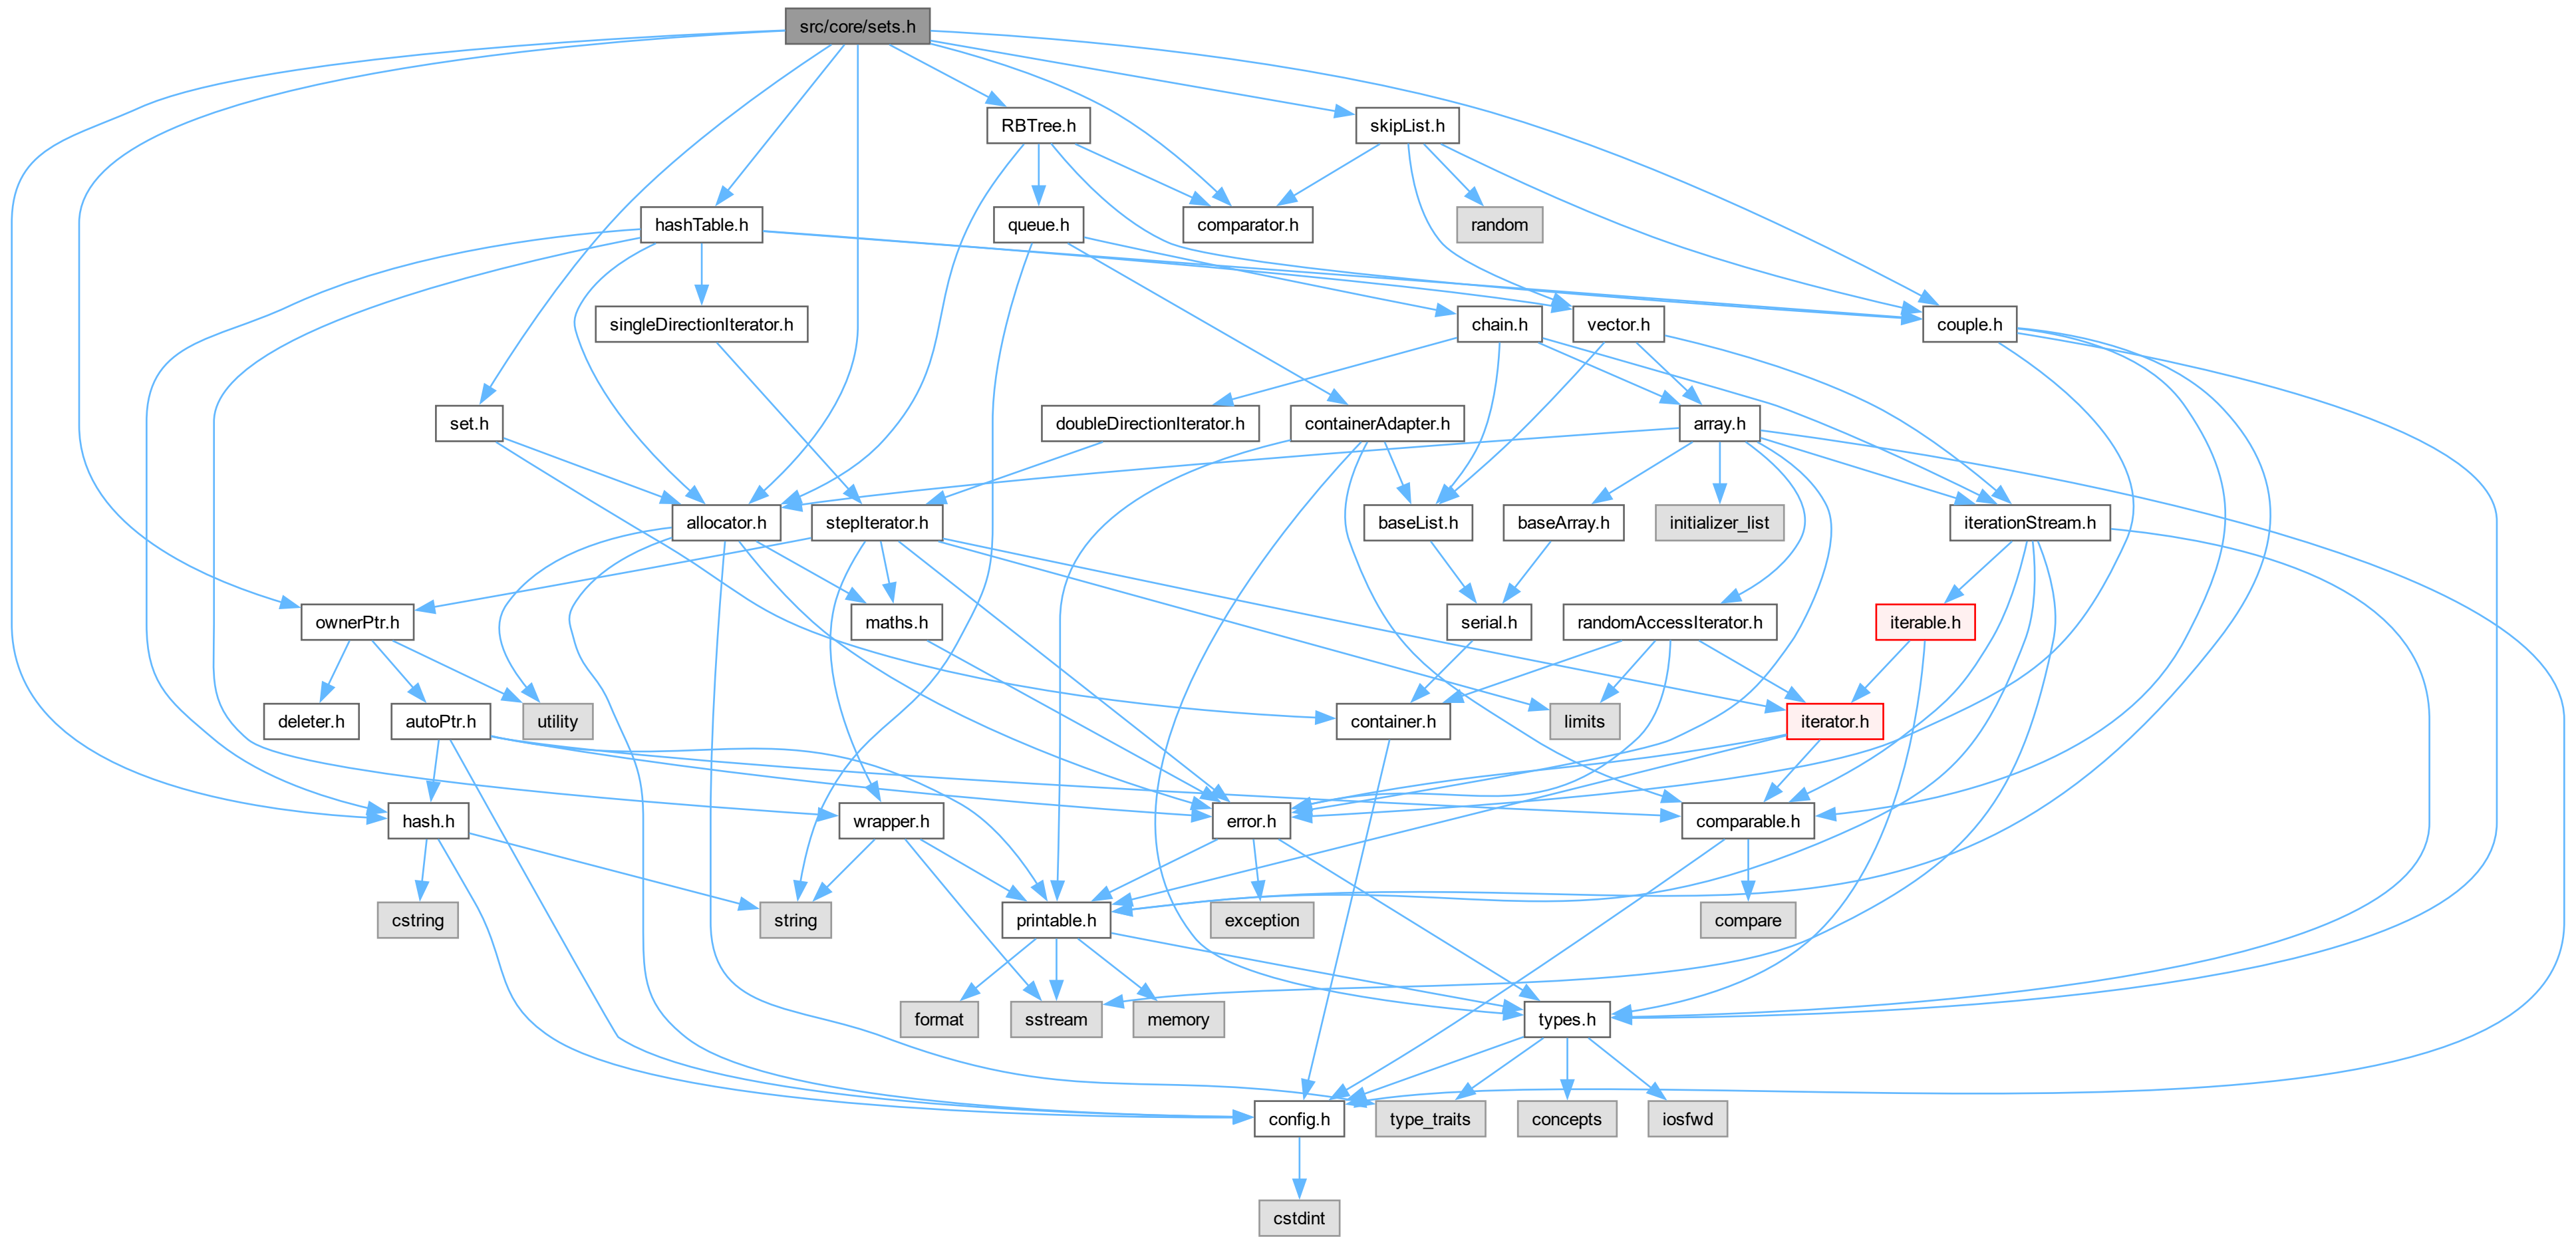 src/core/sets.h
RBTree.h
skipList.h
hashTable.h
queue.h
comparator.h
random
singleDirectionIterator.h
chain.h
vector.h
couple.h
set.h
doubleDirectionIterator.h
containerAdapter.h
array.h
allocator.h
stepIterator.h
baseList.h
baseArray.h
initializer_list
iterationStream.h
ownerPtr.h
maths.h
serial.h
randomAccessIterator.h
iterable.h
deleter.h
autoPtr.h
utility
container.h
limits
iterator.h
hash.h
wrapper.h
error.h
comparable.h
cstring
string
printable.h
exception
compare
format
sstream
memory
types.h
config.h
type_traits
concepts
iosfwd
cstdint